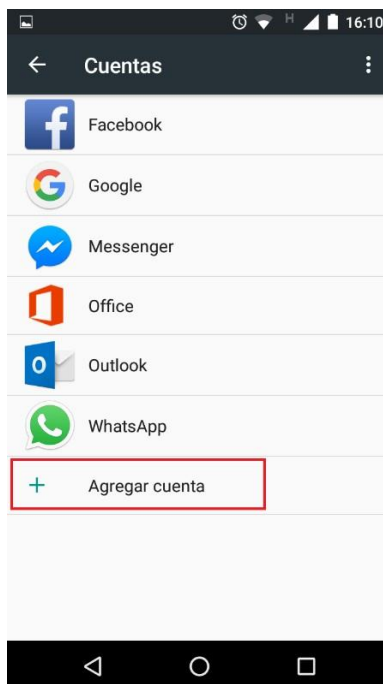 H 16:10
Cuentas
Facebook
Google
Messenger
Office
Outlook
WhatsApp
Agregar cuenta